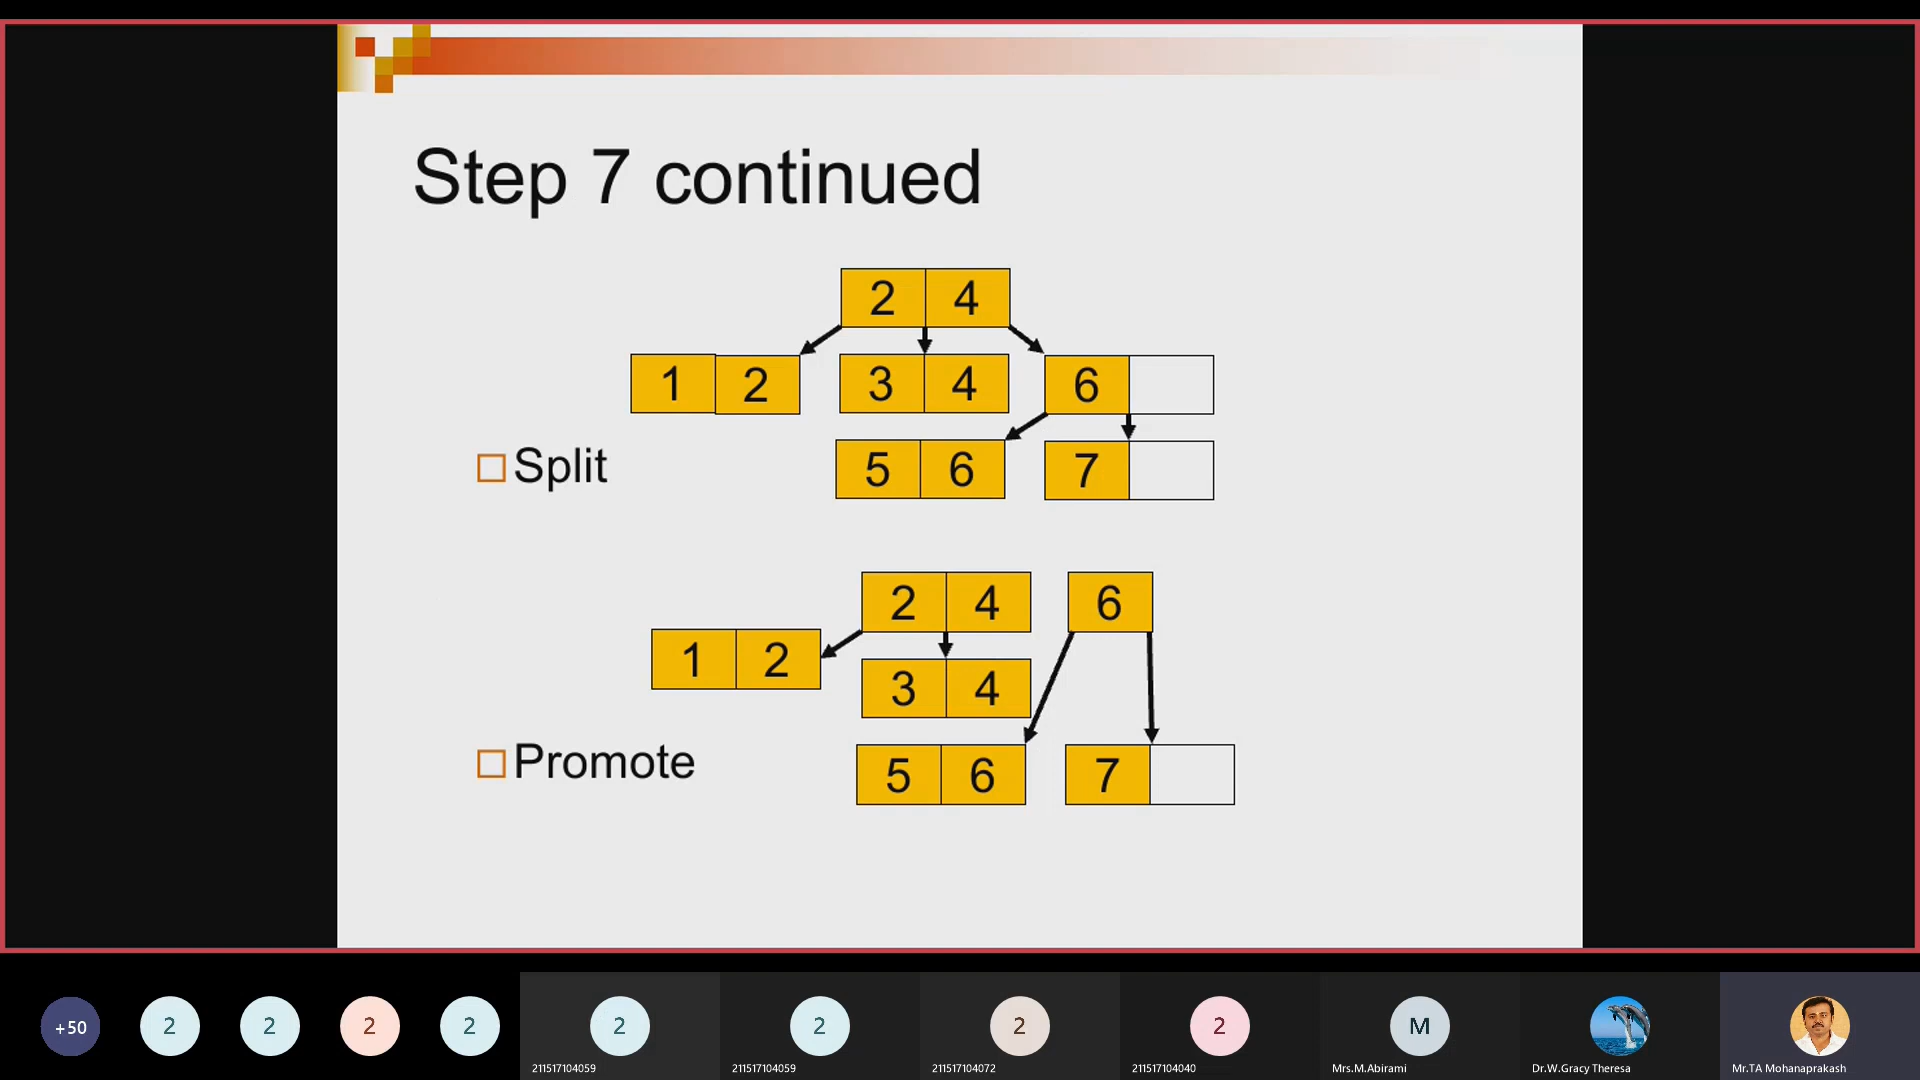 Step 7 continued
2 4
1 2 3 4 6
Split
5 6 7
2 4 6
1 2
3 4
Promote
5 6 7
+50 2 2 2 2 2 2 2 2 M
211517104059 211517104059 211517104072 211517104040 Mrs.M.Abirami Dr.W.Gracy Theresa Mr.TA Mohanaprakash